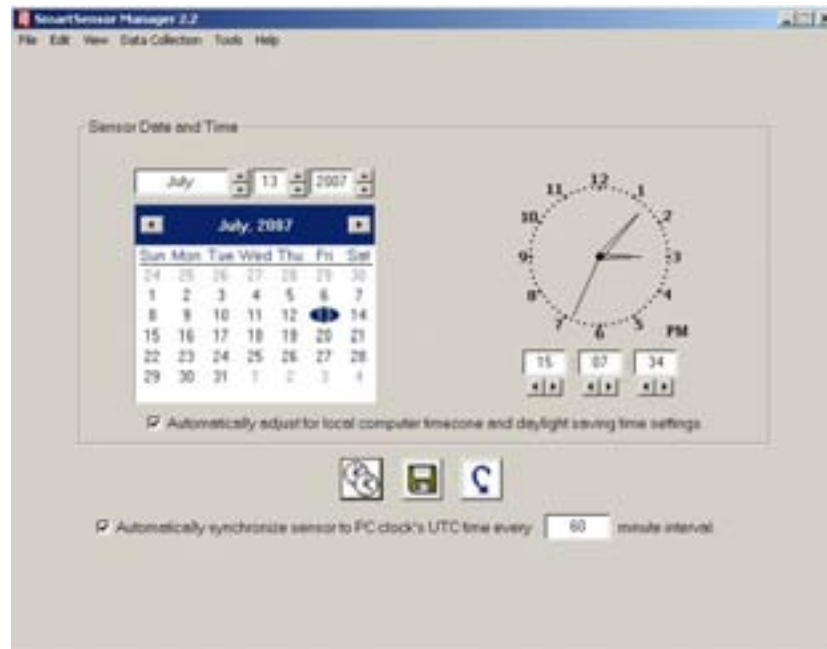 SmartSensor Manager 2.2
File Edit View Data Collection Tools Help
Sensor Date and Time
July 13 2007
July, 2007
Sun Mon Tue Wed Thu Fri Sat
24 25 26 27 28 29 30
1 2 3 4 5 6 7
8 9 10 11 12 13 14
15 16 17 18 19 20 21
22 23 24 25 26 27 28
29 30 31 1 2 3 4
12
11 1
10 2
9 3
8 4
7 5
6
PM
15 07 34
Automatically adjust for local computer timezone and daylight saving time settings
Automatically synchronize sensor to PC clock's UTC time every 60 minute interval.